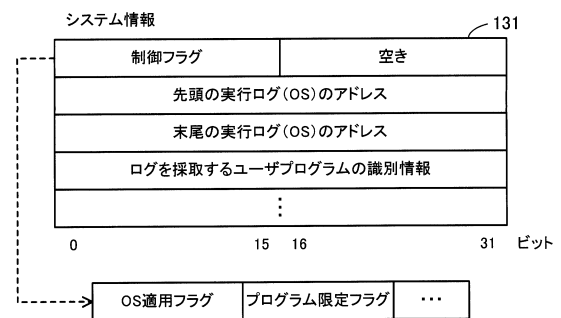 システム情報
131
制御フラグ 空き
先頭の実行ログ(OS)のアドレス
末尾の実行ログ(OS)のアドレス
ログを採取するユーザプログラムの識別情報
⋮
0 15 16 31 ビット
OS適用フラグ プログラム限定フラグ ⋯